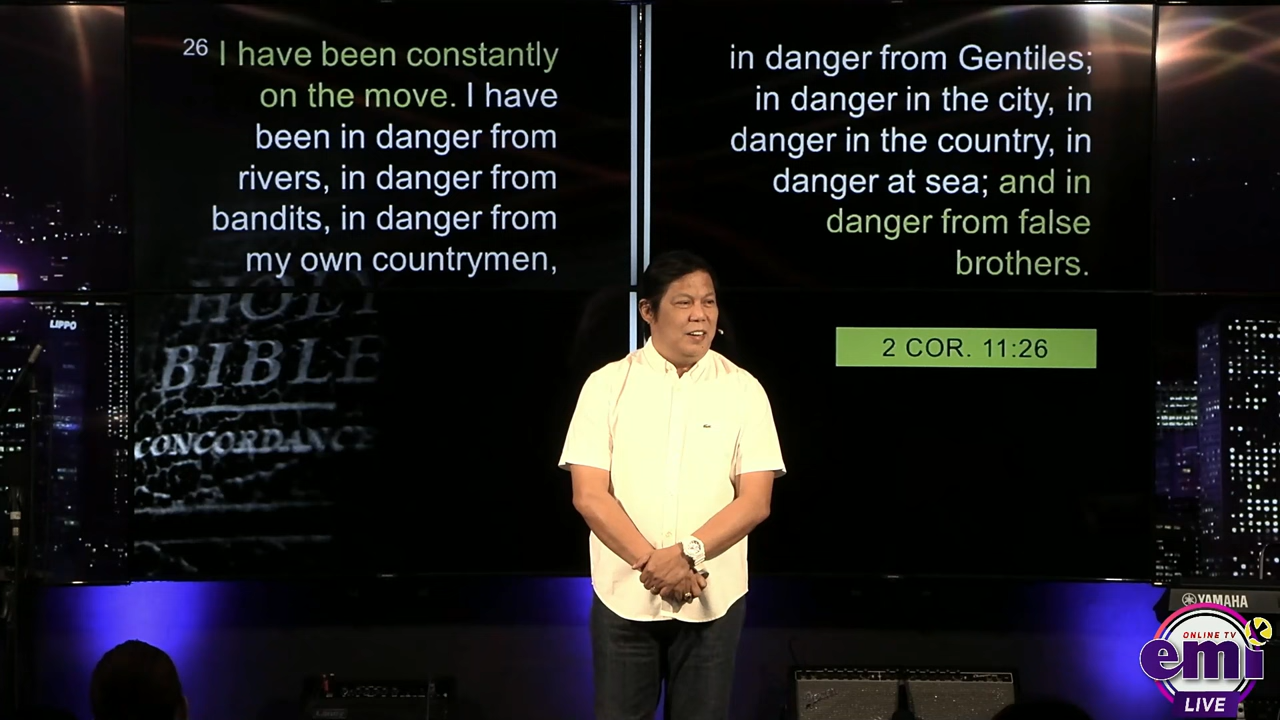 26 I have been constantly
on the move. I have
been in danger from
rivers, in danger from
bandits, in danger from
my own countrymen,
in danger from Gentiles;
in danger in the city, in
danger in the country, in
danger at sea; and in
danger from false
brothers.
2 COR. 11:26
HOLY
BIBLE
CONCORDANCE
LIPPO
YAMAHA
ONLINE TV
emi
LIVE